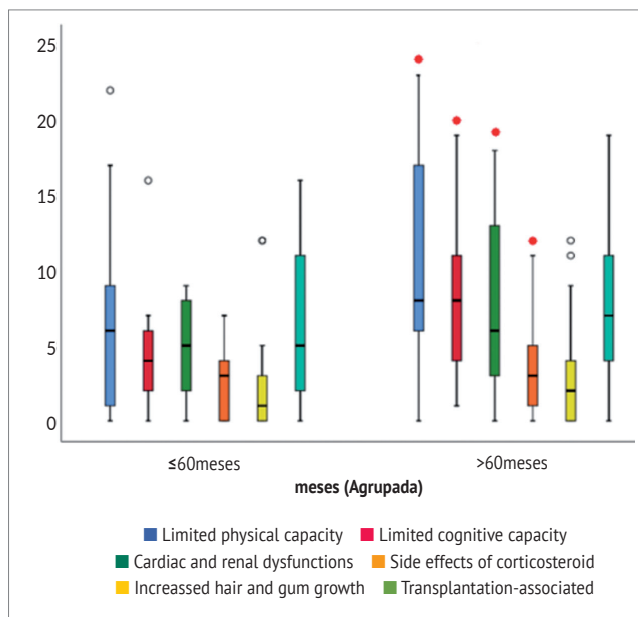 25
20
15
10
5
0
≤60meses >60meses
meses (Agrupada)
Limited physical capacity Limited cognitive capacity
Cardiac and renal dysfunctions Side effects of corticosteroid
Increassed hair and gum growth Transplantation-associated